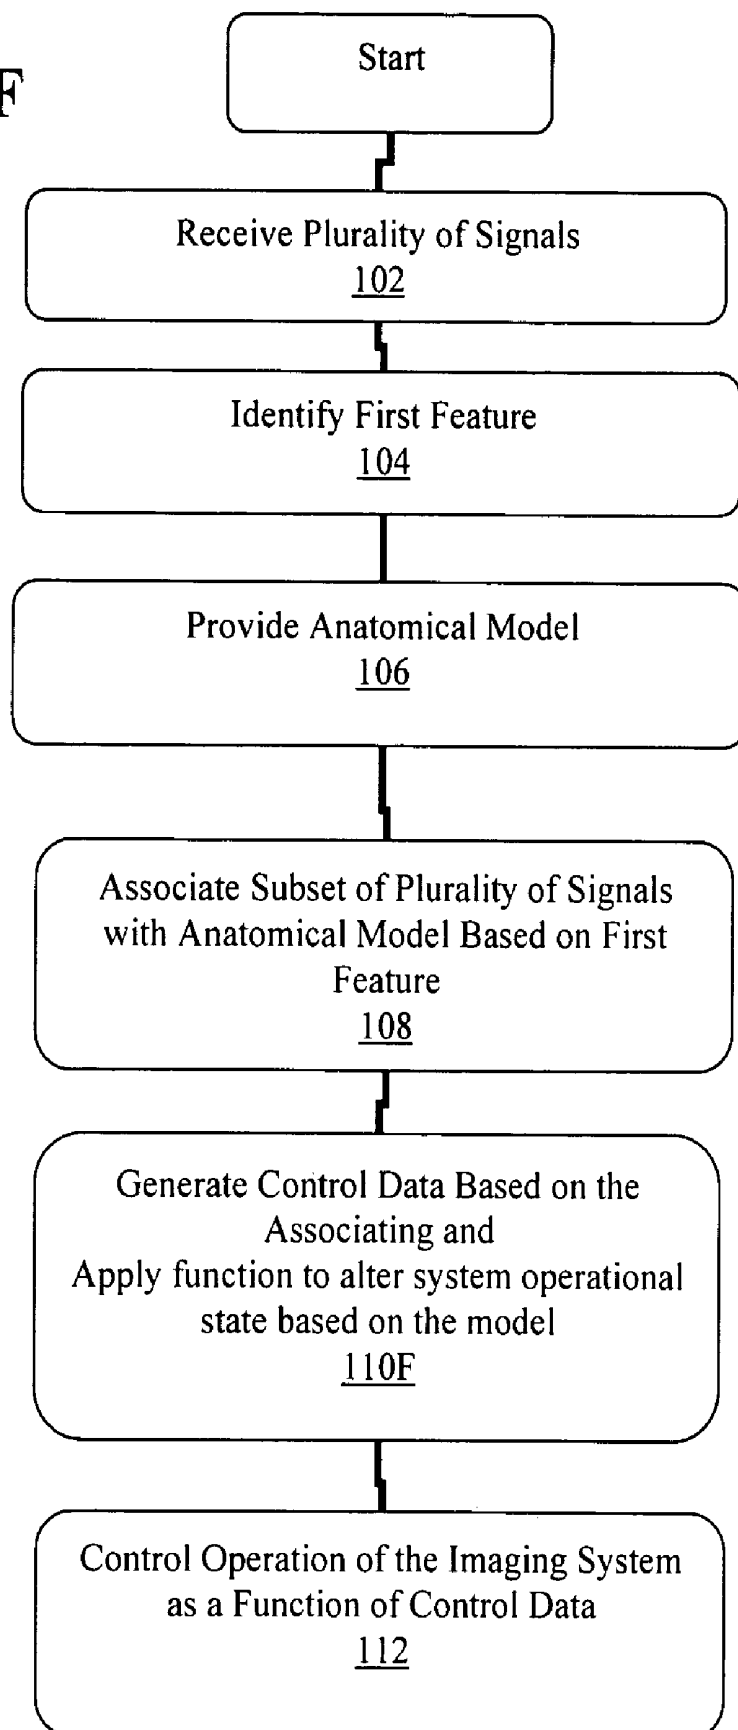 F
Start
Receive Plurality of Signals
102
Identify First Feature
104
Provide Anatomical Model
106
Associate Subset of Plurality of Signals
with Anatomical Model Based on First
Feature
108
Generate Control Data Based on the
Associating and
Apply function to alter system operational
state based on the model
110F
Control Operation of the Imaging System
as a Function of Control Data
112